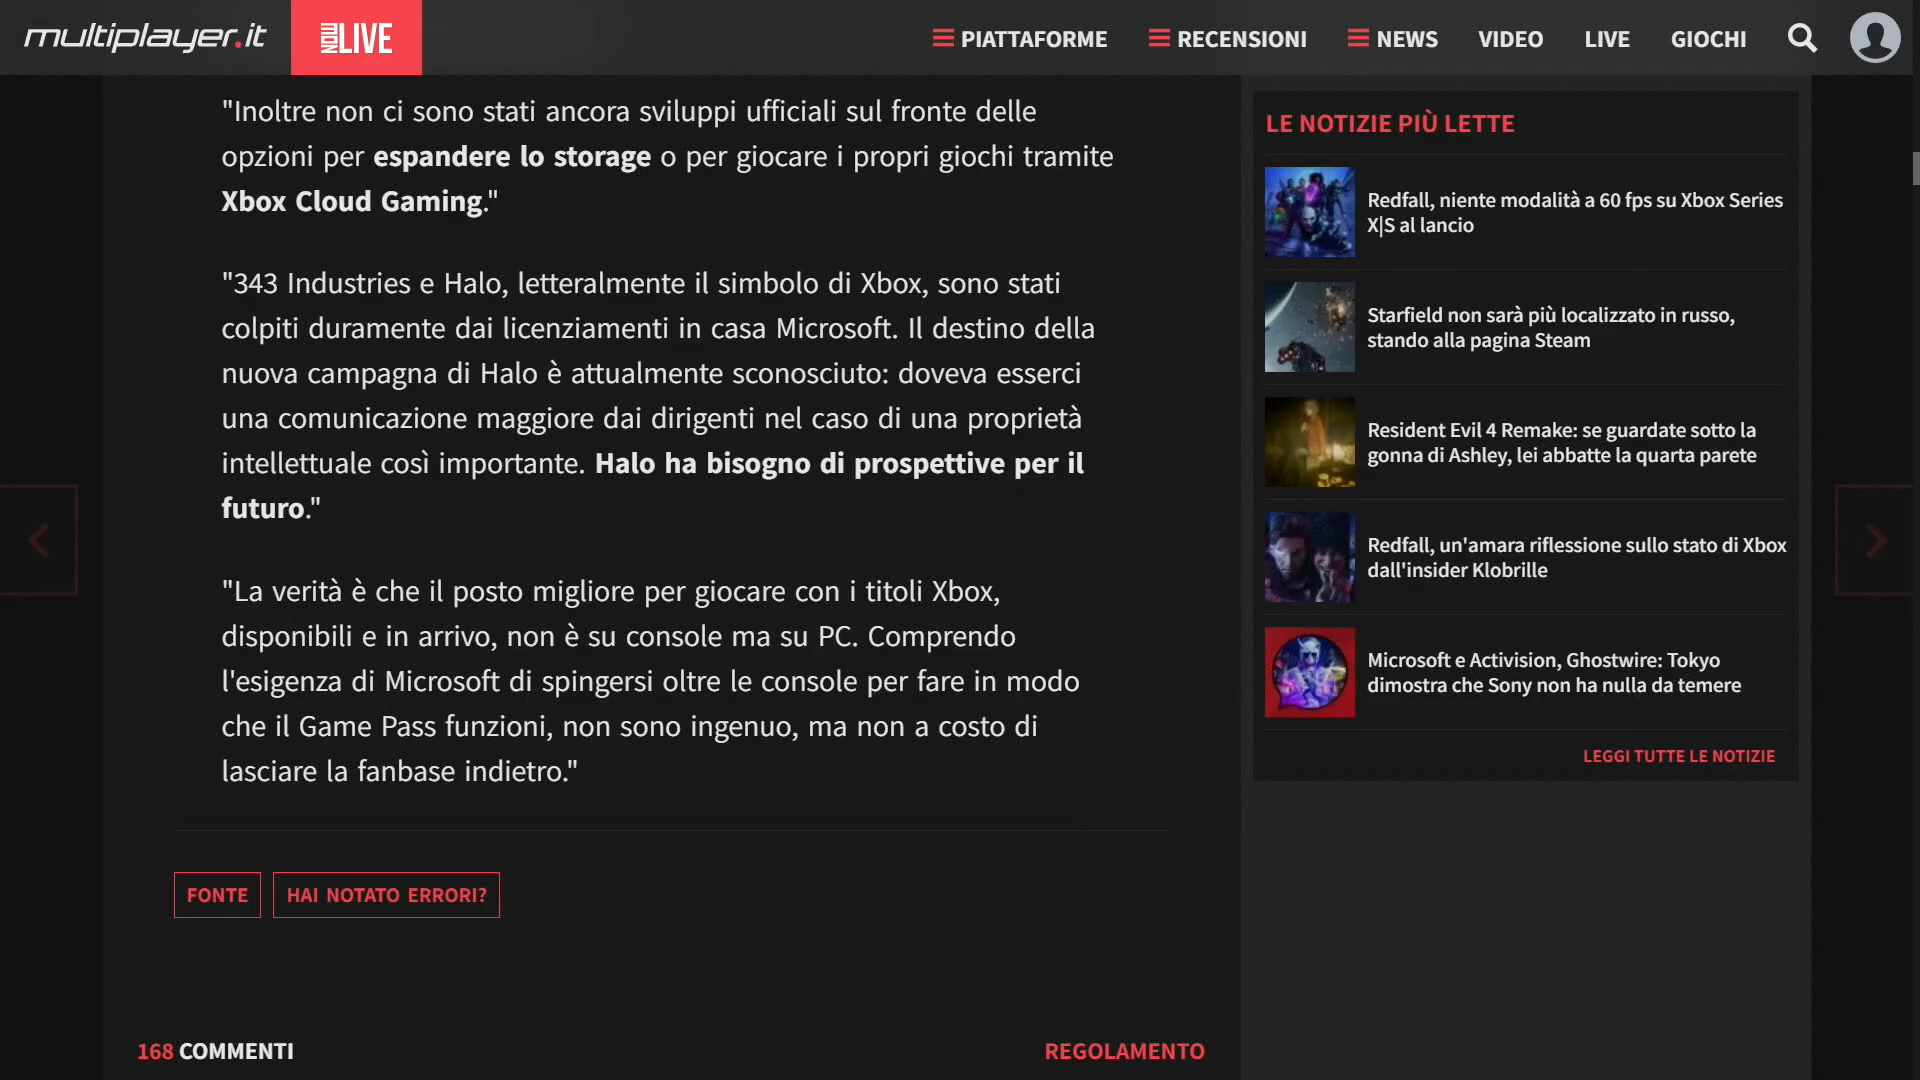 multiplayer.it
NON LIVE
PIATTAFORME
RECENSIONI
NEWS
VIDEO
LIVE
GIOCHI
"Inoltre non ci sono stati ancora sviluppi ufficiali sul fronte delle
opzioni per espandere lo storage o per giocare i propri giochi tramite
Xbox Cloud Gaming."
"343 Industries e Halo, letteralmente il simbolo di Xbox, sono stati
colpiti duramente dai licenziamenti in casa Microsoft. Il destino della
nuova campagna di Halo è attualmente sconosciuto: doveva esserci
una comunicazione maggiore dai dirigenti nel caso di una proprietà
intellettuale così importante. Halo ha bisogno di prospettive per il
futuro."
"La verità è che il posto migliore per giocare con i titoli Xbox,
disponibili e in arrivo, non è su console ma su PC. Comprendo
l'esigenza di Microsoft di spingersi oltre le console per fare in modo
che il Game Pass funzioni, non sono ingenuo, ma non a costo di
lasciare la fanbase indietro."
FONTE
HAI NOTATO ERRORI?
168 COMMENTI
REGOLAMENTO
LE NOTIZIE PIÙ LETTE
Redfall, niente modalità a 60 fps su Xbox Series
X|S al lancio
Starfield non sarà più localizzato in russo,
stando alla pagina Steam
Resident Evil 4 Remake: se guardate sotto la
gonna di Ashley, lei abbatte la quarta parete
Redfall, un'amara riflessione sullo stato di Xbox
dall'insider Klobrille
Microsoft e Activision, Ghostwire: Tokyo
dimostra che Sony non ha nulla da temere
LEGGI TUTTE LE NOTIZIE